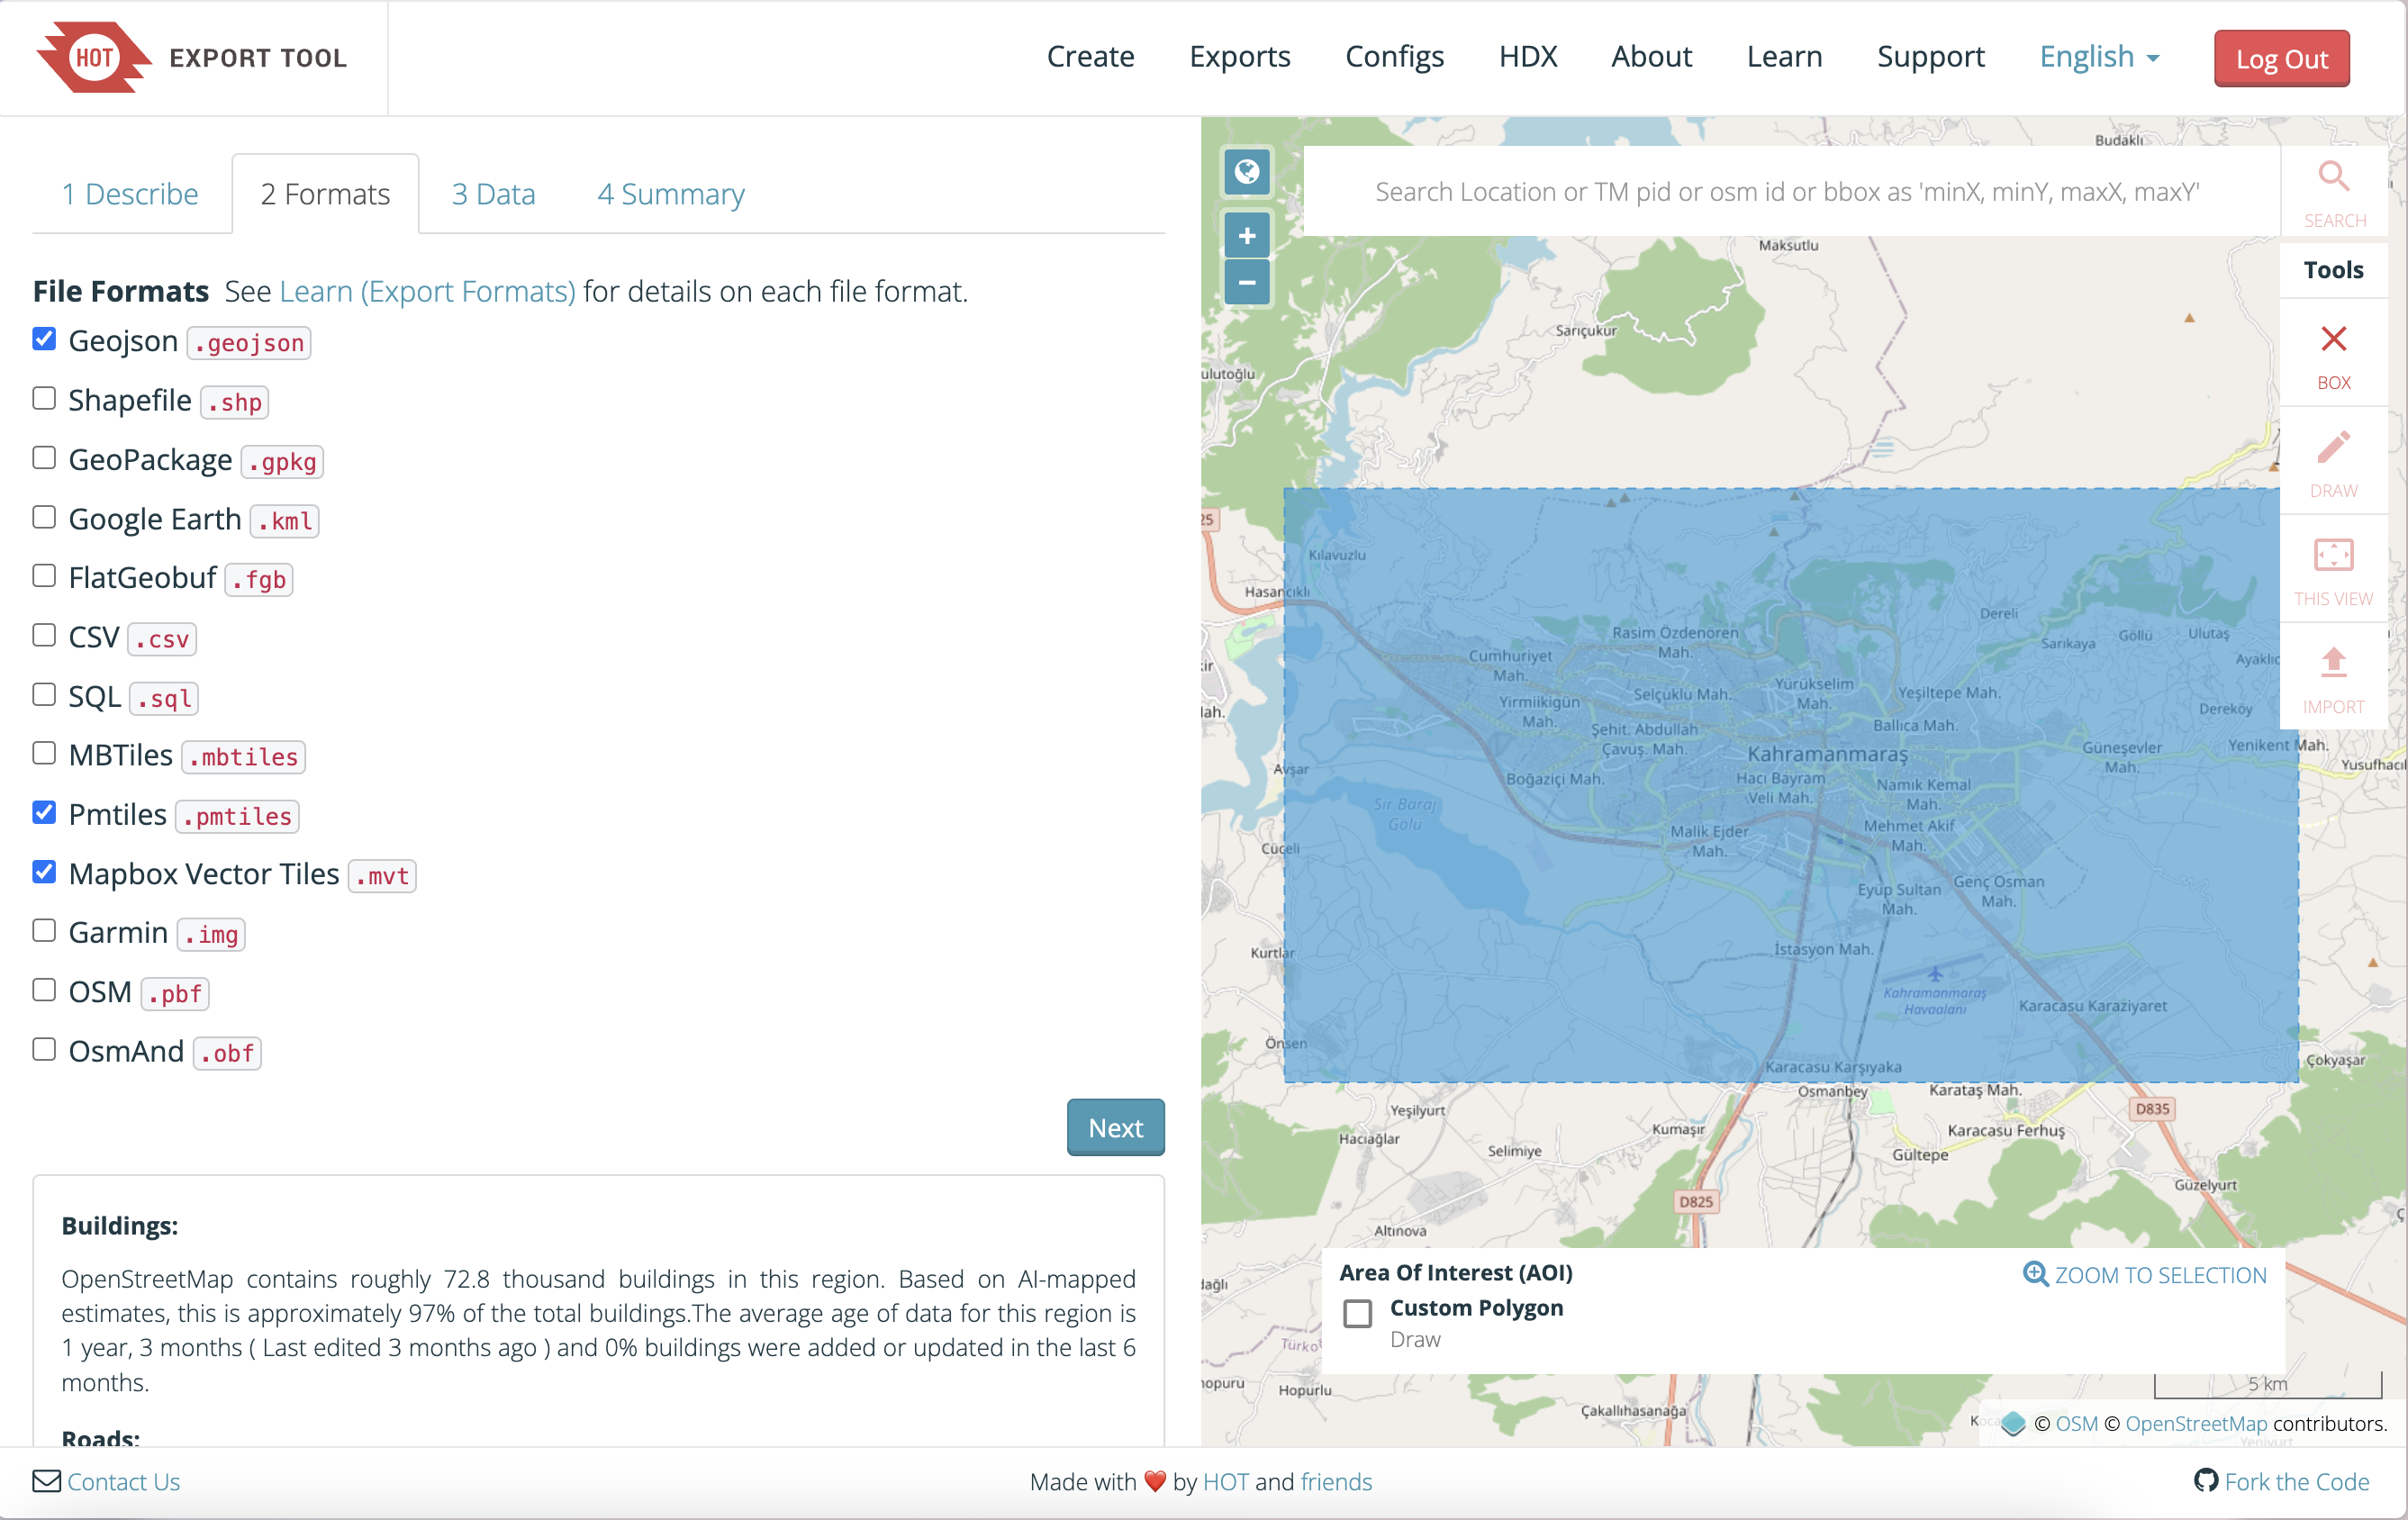 HOT EXPORT TOOL
Create Exports Configs HDX About Learn Support English Log Out
1 Describe 2 Formats 3 Data 4 Summary
File Formats See Learn (Export Formats) for details on each file format.
Geojson .geojson
Shapefile .shp
GeoPackage .gpkg
Google Earth .kml
FlatGeobuf .fgb
CSV .csv
SQL .sql
MBTiles .mbtiles
Pmtiles .pmtiles
Mapbox Vector Tiles .mvt
Garmin .img
OSM .pbf
OsmAnd .obf
Next
Buildings:
OpenStreetMap contains roughly 72.8 thousand buildings in this region. Based on AI-mapped
estimates, this is approximately 97% of the total buildings.The average age of data for this region is
1 year, 3 months ( Last edited 3 months ago ) and 0% buildings were added or updated in the last 6
months.
Roads:
Budaklı
Search Location or TM pid or osm id or bbox as 'minX, minY, maxX, maxY'
SEARCH
Tools
BOX
DRAW
THIS VIEW
IMPORT
Maksutlu
Sarıçukur
ulutoğlu
25
Kılavuzlu
Hasancıklı
Dereli
Rasim Özdenören
Mah.
Sarıkaya
Göllü
Ulutaş
Cumhuriyet
Mah.
Ayaklıc
kir
Yürükselim
Mah.
Selçuklu Mah.
Yeşiltepe Mah.
Yirmiikigün
Mah.
lah.
Dereköy
Şehit. Abdullah
Çavuş. Mah.
Ballıca Mah.
Kahramanmaraş
Güneşevler
Mah.
Yenikent Mah.
Yusufhacıl
Avşar
Boğaziçi Mah.
Hacı Bayram
Veli Mah.
Namık Kemal
Mah.
Sır Baraj
Gölü
Malik Ejder
Mah.
Mehmet Akif
Mah.
Cüceli
Eyüp Sultan
Mah.
Genç Osman
Mah.
Kurtlar
İstasyon Mah.
Kahramanmaraş
Havaalanı
Karacasu Karaziyaret
Önsen
Karacasu Karşıyaka
Çokyaşar
Osmanbey
Karataş Mah.
D835
Yeşilyurt
Kumaşır
Karacasu Ferhuş
Hacıağlar
Selimiye
Gültepe
Güzelyurt
D825
Altınova
Area Of Interest (AOI)
ZOOM TO SELECTION
Custom Polygon
Draw
dağlı
Türko
hopuru
Hopurlu
Çakallıhasanağa
5 km
© OSM © OpenStreetMap contributors.
Contact Us
Made with ❤️ by HOT and friends
Fork the Code